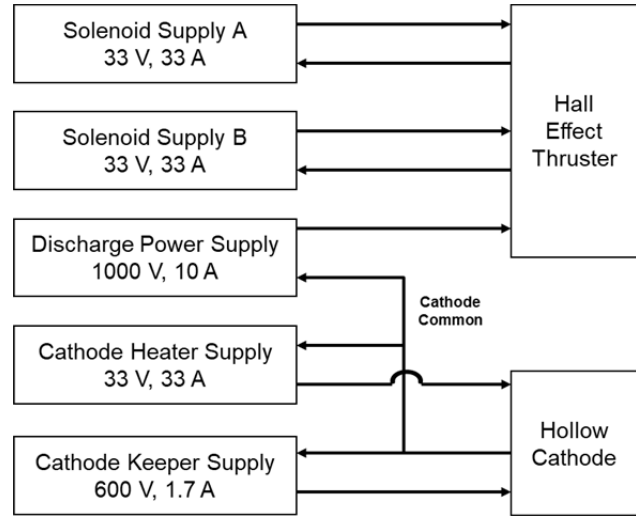 Solenoid Supply A
33 V, 33 A
Solenoid Supply B
33 V, 33 A
Hall
Effect
Thruster
Discharge Power Supply
1000 V, 10 A
Cathode
Common
Cathode Heater Supply
33 V, 33 A
Cathode Keeper Supply
600 V, 1.7 A
Hollow
Cathode